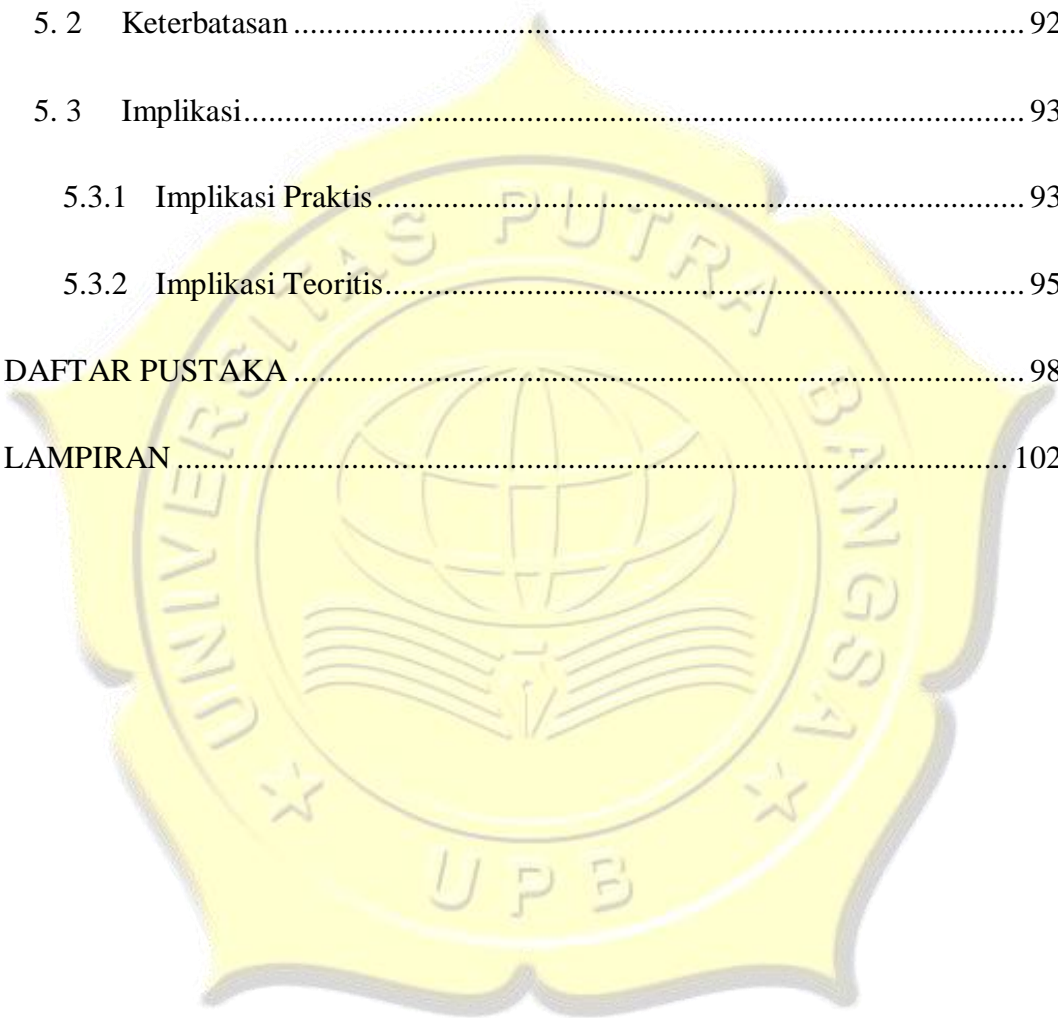 5. 2 Keterbatasan ........................................................................................ 92
5. 3 Implikasi.............................................................................................. 93
5.3.1 Implikasi Praktis.............................................................................. 93
5.3.2 Implikasi Teoritis............................................................................. 95
DAFTAR PUSTAKA ........................................................................................ 98
LAMPIRAN .................................................................................................... 102
UNIVERSITAS PUTRA BANGSA
UPB